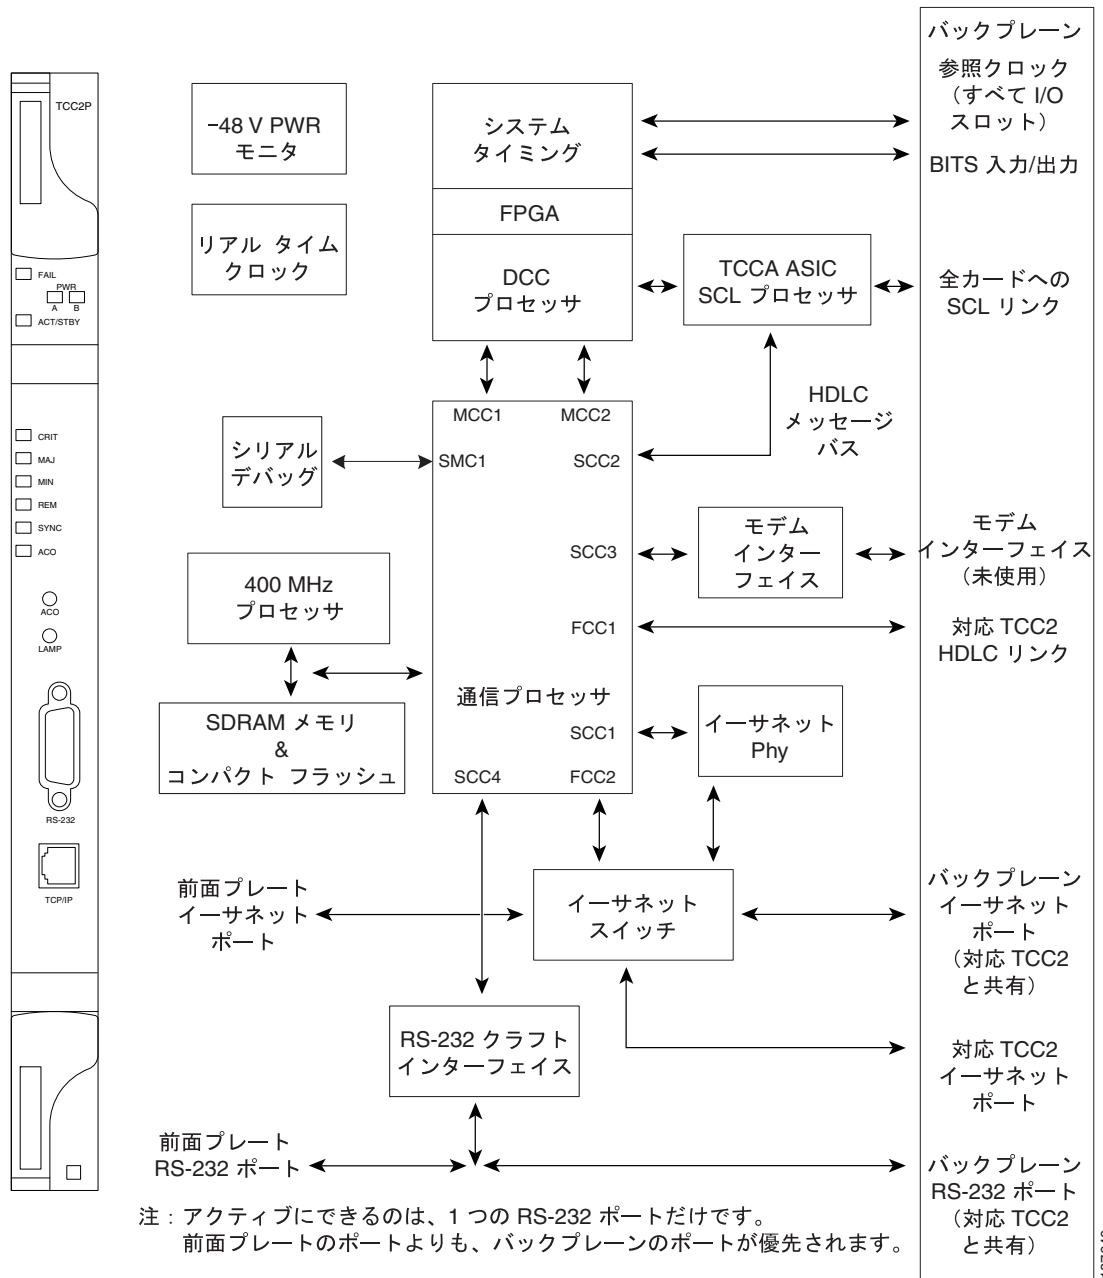 TCC2P
FAIL
PWR
A B
ACT/STBY
CRIT
MAJ
MIN
REM
SYNC
ACO
ACO
LAMP
RS-232
TCP/IP
−48 V PWR
モニタ
リアル タイム
クロック
システム
タイミング
FPGA
DCC
プロセッサ
TCCA ASIC
SCL プロセッサ
HDLC
メッセージ
バス
MCC1
MCC2
シリアル
デバッグ
SMC1
SCC2
SCC3
モデム
インター
フェイス
400 MHz
プロセッサ
FCC1
SDRAM メモリ
&
コンパクト フラッシュ
通信プロセッサ
SCC1
イーサネット
Phy
SCC4
FCC2
前面プレート
イーサネット
ポート
イーサネット
スイッチ
RS-232 クラフト
インターフェイス
前面プレート
RS-232 ポート
バックプレーン
参照クロック
（すべて I/O
スロット）
BITS 入力/出力
全カードへの
SCL リンク
モデム
インターフェイス
（未使用）
対応 TCC2
HDLC リンク
バックプレーン
イーサネット
ポート
（対応 TCC2
と共有）
対応 TCC2
イーサネット
ポート
バックプレーン
RS-232 ポート
（対応 TCC2
と共有）
注：アクティブにできるのは、1 つの RS-232 ポートだけです。
前面プレートのポートよりも、バックプレーンのポートが優先されます。